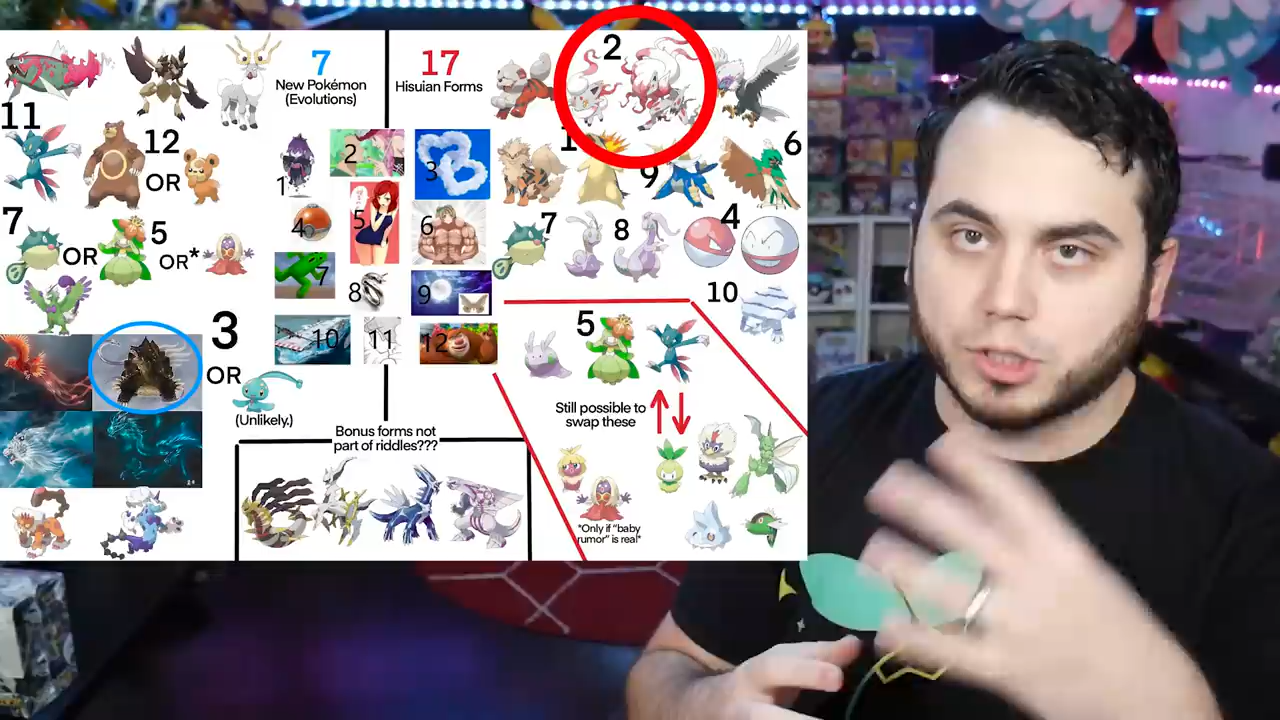 7
New Pokémon
(Evolutions)
17
Hisuian Forms
2
11
12
OR
1
2
3
1
9
6
7
OR
5
OR*
4
5
6
7
8
4
7
8
9
10
3
OR
(Unlikely.)
10
11
12
5
Still possible to
swap these
Bonus forms not
part of riddles???
*Only if "baby
rumor" is real*